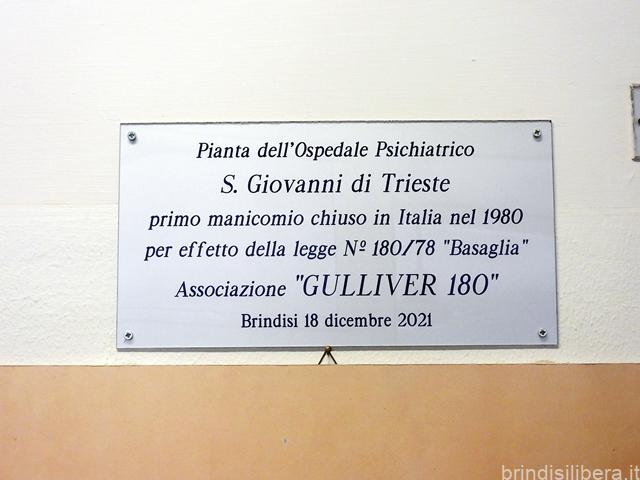 Pianta dell'Ospedale Psichiatrico
S. Giovanni di Trieste
primo manicomio chiuso in Italia nel 1980
per effetto della legge Nº 180/78 "Basaglia"
Associazione "GULLIVER 180"
Brindisi 18 dicembre 2021
brindisilibera.it